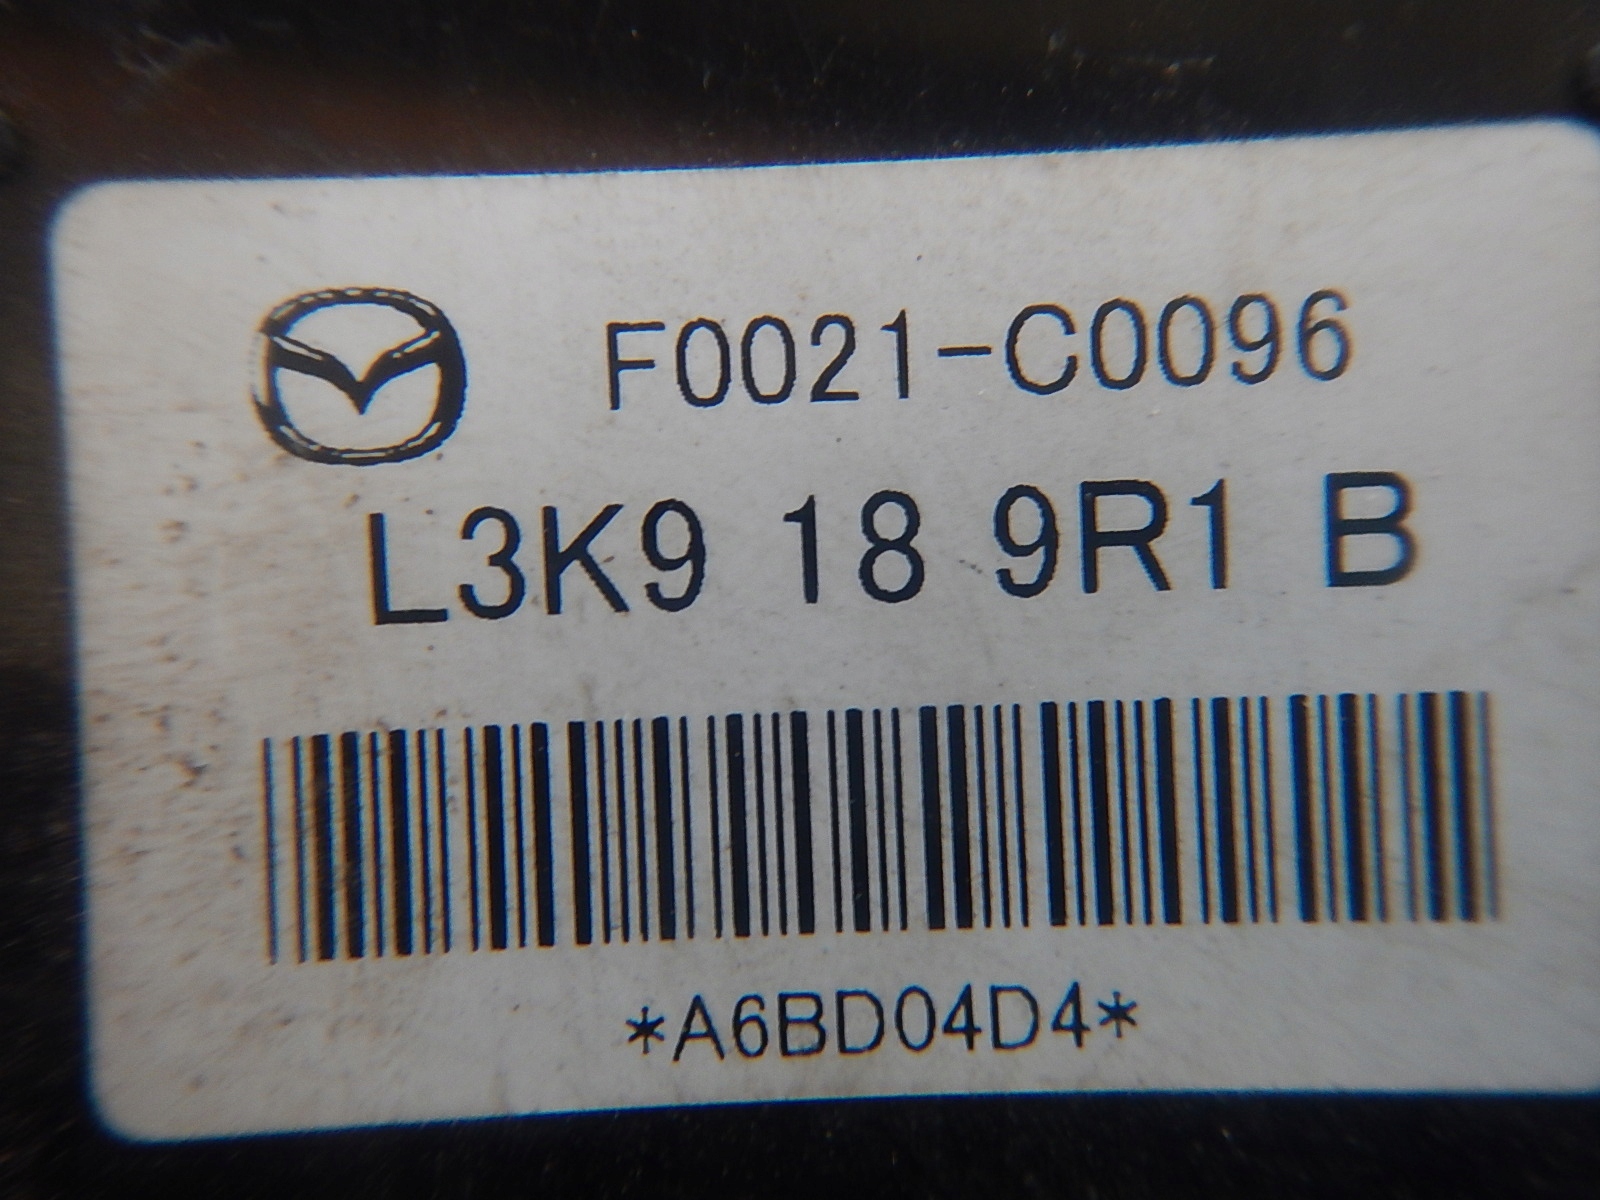 F0021-C0096
L3K9 18 9R1 B
*A6BD04D4*